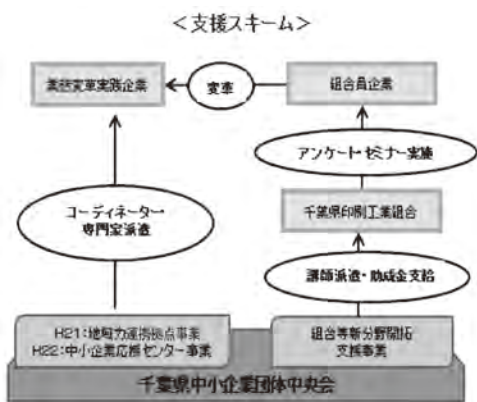 ＜支援スキーム＞
業態変革実践企業
変革
組合員企業
アンケート・セミナー実施
コーディネーター・
専門家派遣
千葉県印刷工業組合
講師派遣・助成金支給
H21：地域力連携拠点事業
H22：中小企業応援センター事業
組合等新分野開拓
支援事業
千葉県中小企業団体中央会